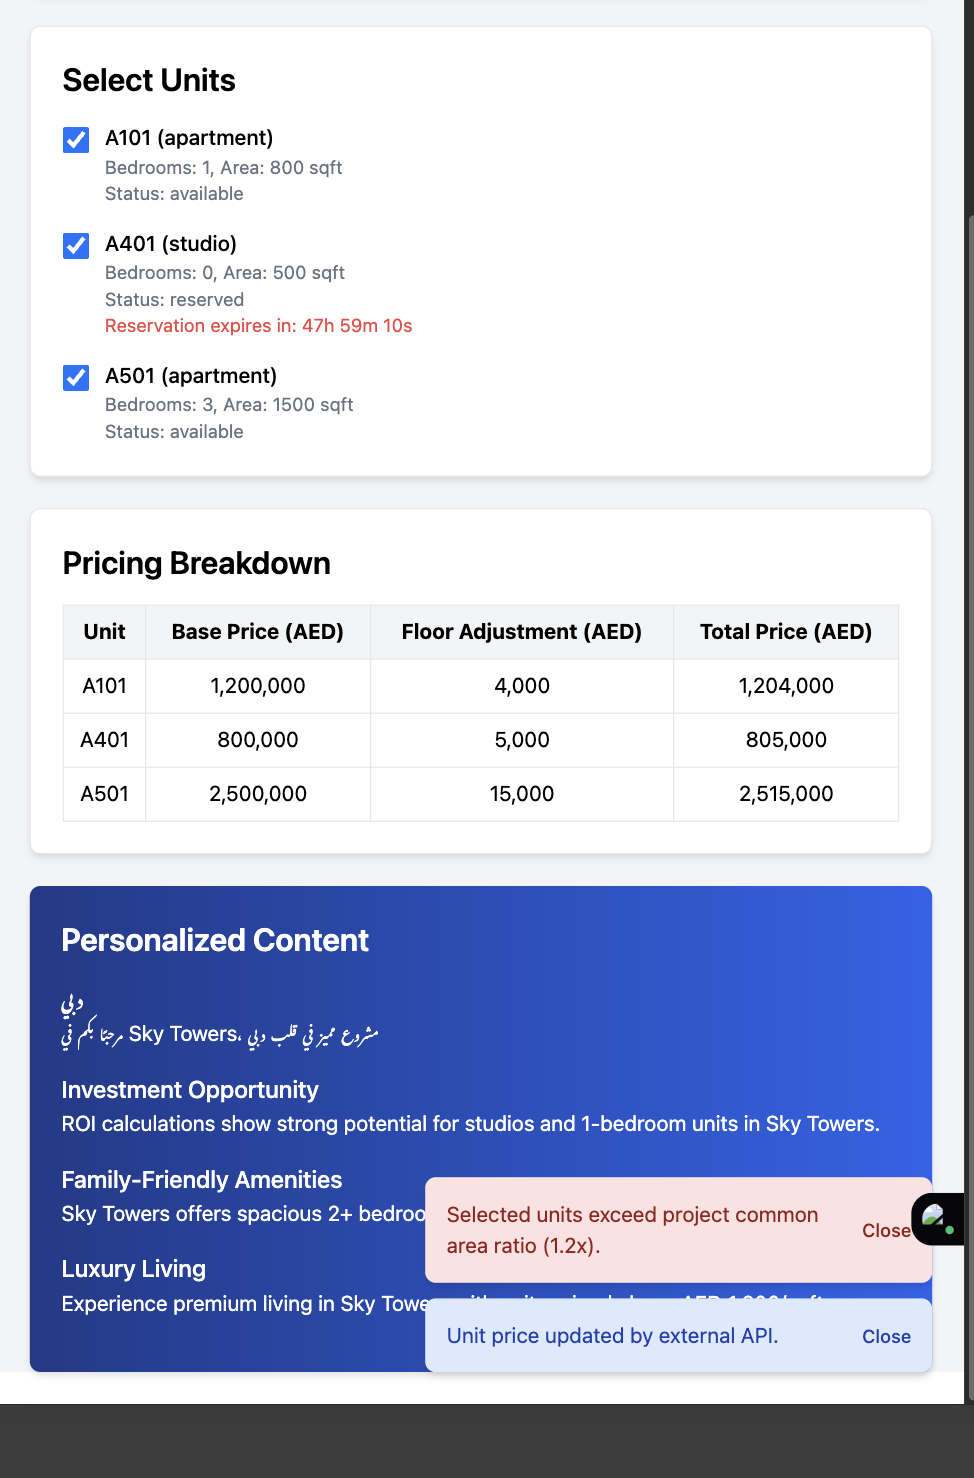 Select Units
A101 (apartment)
Bedrooms: 1, Area: 800 sqft
Status: available
A401 (studio)
Bedrooms: 0, Area: 500 sqft
Status: reserved
Reservation expires in: 47h 59m 10s
A501 (apartment)
Bedrooms: 3, Area: 1500 sqft
Status: available
Pricing Breakdown
Unit Base Price (AED) Floor Adjustment (AED) Total Price (AED)
A101 1,200,000 4,000 1,204,000
A401 800,000 5,000 805,000
A501 2,500,000 15,000 2,515,000
Personalized Content
دبي
مرحبًا بكم في Sky Towers، مشروع مميز في قلب دبي
Investment Opportunity
ROI calculations show strong potential for studios and 1-bedroom units in Sky Towers.
Family-Friendly Amenities
Sky Towers offers spacious 2+
Selected units exceed project common
area ratio (1.2x).
Close
Luxury Living
Experience premium living in Sky
Unit price updated by external API.
Close